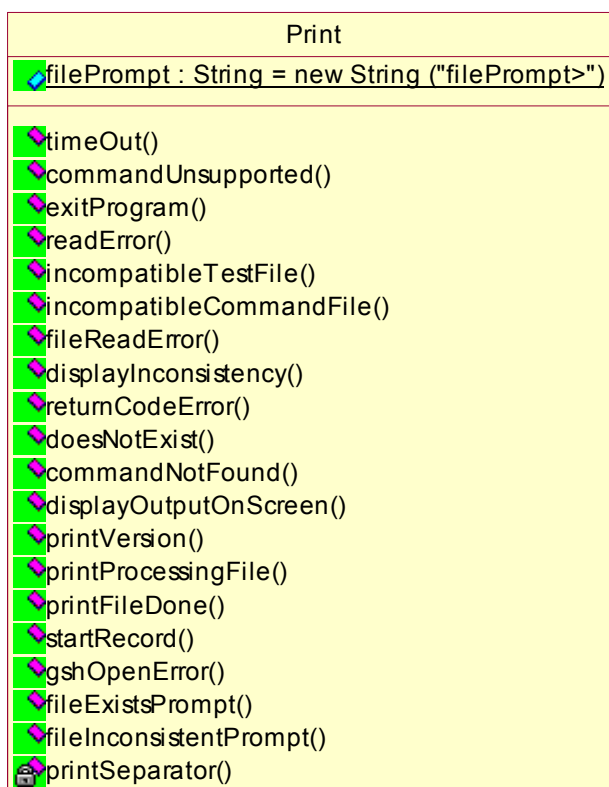 Print
filePrompt : String = new String ("filePrompt>")
timeOut()
commandUnsupported()
exitProgram()
readError()
incompatibleTestFile()
incompatibleCommandFile()
fileReadError()
displayInconsistency()
returnCodeError()
doesNotExist()
commandNotFound()
displayOutputOnScreen()
printVersion()
printProcessingFile()
printFileDone()
startRecord()
gshOpenError()
fileExistsPrompt()
fileInconsistentPrompt()
printSeparator()